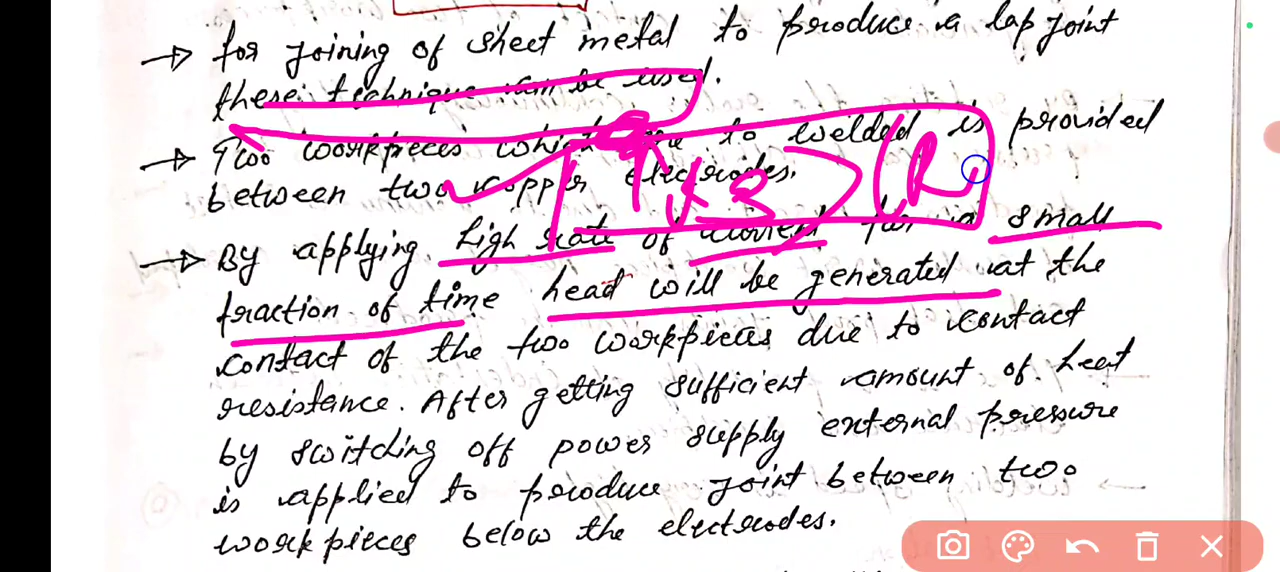 → for joining of sheet metal to produce a lap joint
these technique can be used.
→ Two workpieces which are to welded is provided
between two copper electrodes.
→ By applying high rate of current for a small
fraction of time head will be generated at the
contact of the two workpieces due to contact
resistance. After getting sufficient amount of heat
by switching off power supply external pressure
is applied to produce joint between two
workpieces below the electrodes.